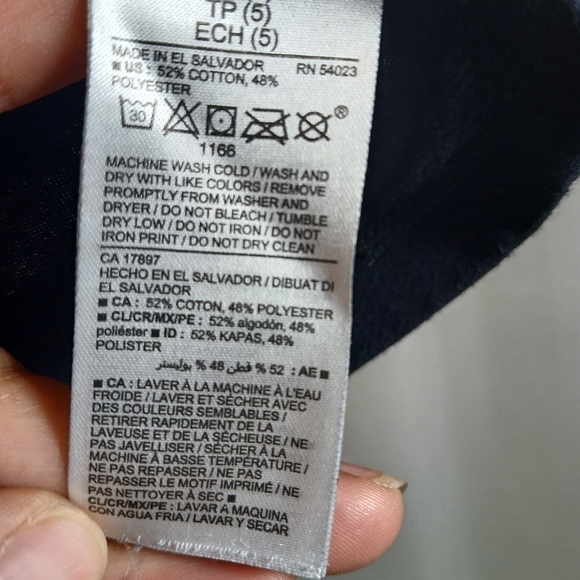 TP (5)
ECH (5)
MADE IN EL SALVADOR RN 54023
■ US : 52% COTTON, 48%
POLYESTER
30
®
1166
MACHINE WASH COLD / WASH AND
DRY WITH LIKE COLORS / REMOVE
PROMPTLY FROM WASHER AND
DRYER / DO NOT BLEACH / TUMBLE
DRY LOW / DO NOT IRON / DO NOT
IRON PRINT / DO NOT DRY CLEAN
CA 17897
HECHO EN EL SALVADOR / DIBUAT DI
EL SALVADOR
■ CA : 52% COTON, 48% POLYESTER
■ CL/CR/MX/PE : 52% algodón, 48%
poliéster ■ ID : 52% KAPAS, 48%
POLISTER
■ AE : 52 % قطن 48 % بوليستر
■ CA : LAVER À LA MACHINE À L'EAU
FROIDE / LAVER ET SÉCHER AVEC
DES COULEURS SEMBLABLES /
RETIRER RAPIDEMENT DE LA
LAVEUSE ET DE LA SÉCHEUSE / NE
PAS JAVELLISER / SÉCHER À LA
MACHINE À BASSE TEMPÉRATURE /
NE PAS REPASSER / NE PAS
REPASSER LE MOTIF IMPRIMÉ / NE
PAS NETTOYER À SEC ■
CL/CR/MX/PE : LAVAR A MAQUINA
CON AGUA FRIA / LAVAR Y SECAR